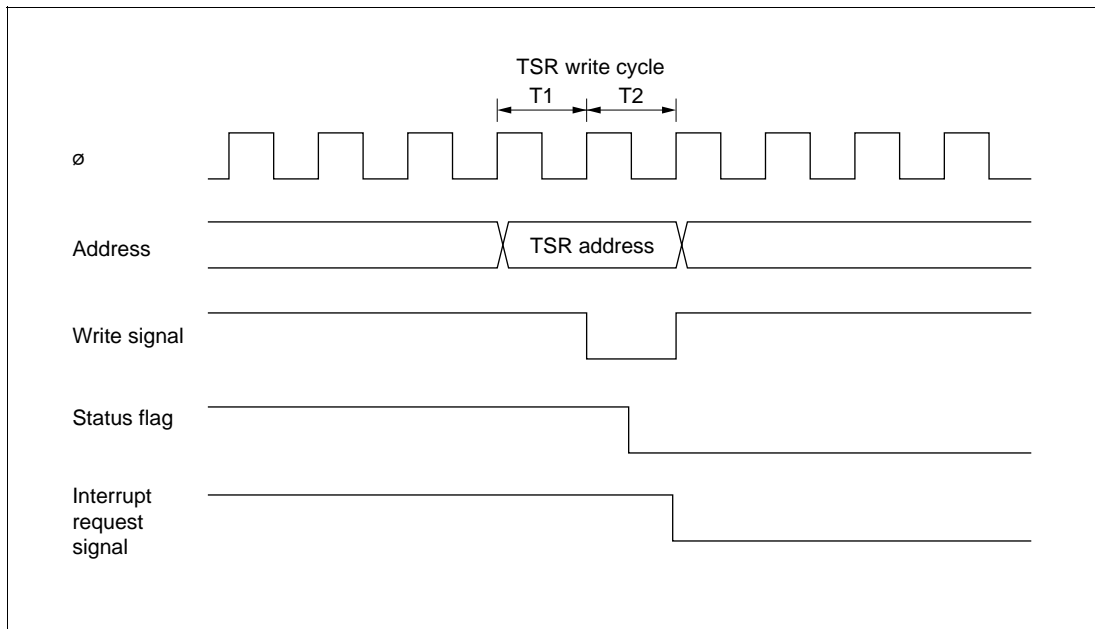 TSR write cycle
T1 T2
ø
Address
TSR address
Write signal
Status flag
Interrupt
request
signal